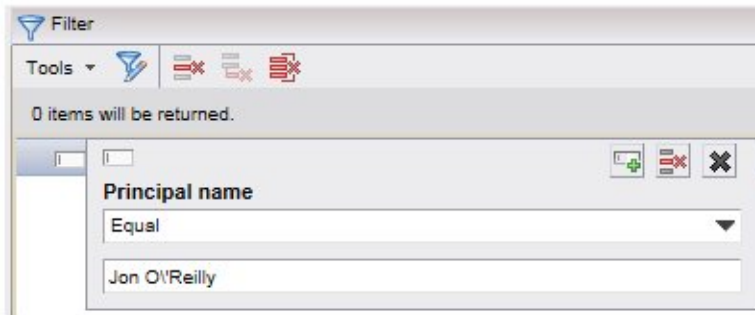 Filter
Tools
0 items will be returned.
Principal name
Equal
Jon O\'Reilly